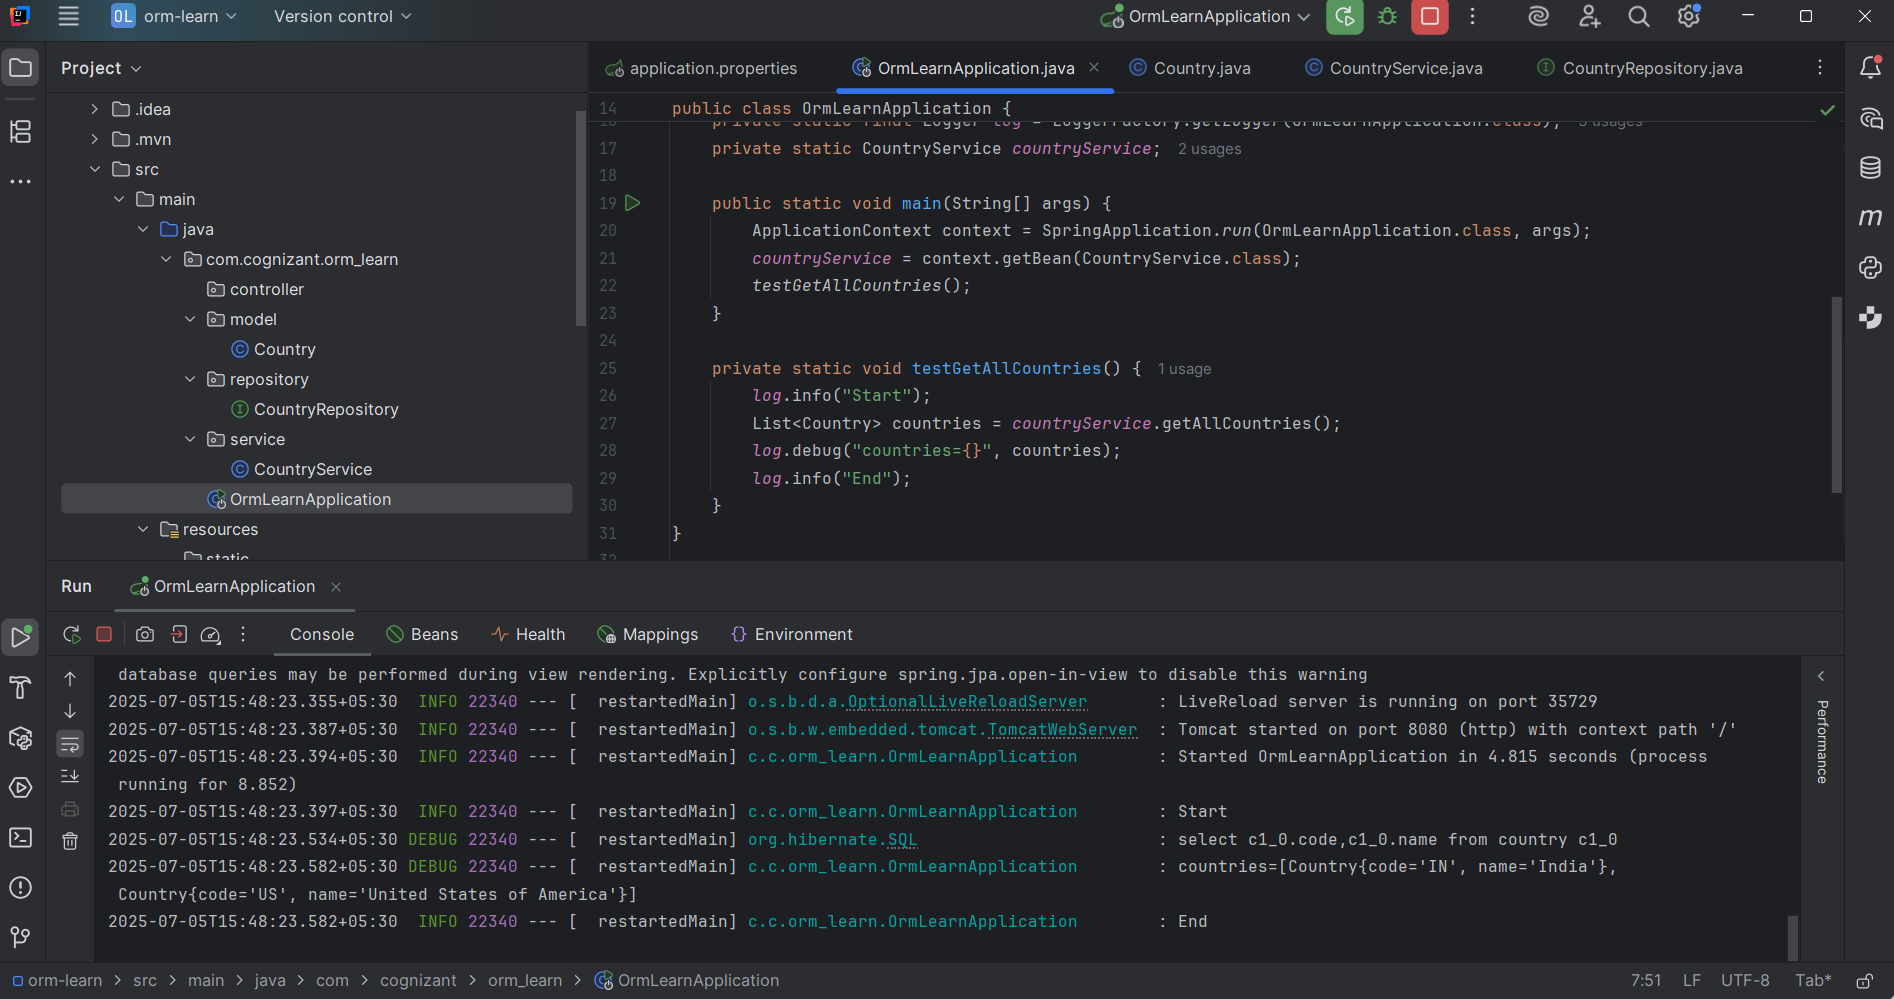 OL orm-learn Version control OrmLearnApplication
Project
.idea
.mvn
src
main
java
com.cognizant.orm_learn
controller
model
Country
repository
CountryRepository
service
CountryService
OrmLearnApplication
resources
static
application.properties OrmLearnApplication.java Country.java CountryService.java CountryRepository.java
14 public class OrmLearnApplication {
16 private static final Logger log = LoggerFactory.getLogger(OrmLearnApplication.class); 3 usages
17 private static CountryService countryService; 2 usages
18
19 public static void main(String[] args) {
20 ApplicationContext context = SpringApplication.run(OrmLearnApplication.class, args);
21 countryService = context.getBean(CountryService.class);
22 testGetAllCountries();
23 }
24
25 private static void testGetAllCountries() { 1 usage
26 log.info("Start");
27 List<Country> countries = countryService.getAllCountries();
28 log.debug("countries={}", countries);
29 log.info("End");
30 }
31 }
32
Run OrmLearnApplication
Console Beans Health Mappings Environment
database queries may be performed during view rendering. Explicitly configure spring.jpa.open-in-view to disable this warning
2025-07-05T15:48:23.355+05:30 INFO 22340 --- [ restartedMain] o.s.b.d.a.OptionalLiveReloadServer : LiveReload server is running on port 35729
2025-07-05T15:48:23.387+05:30 INFO 22340 --- [ restartedMain] o.s.b.w.embedded.tomcat.TomcatWebServer : Tomcat started on port 8080 (http) with context path '/'
2025-07-05T15:48:23.394+05:30 INFO 22340 --- [ restartedMain] c.c.orm_learn.OrmLearnApplication : Started OrmLearnApplication in 4.815 seconds (process
running for 8.852)
2025-07-05T15:48:23.397+05:30 INFO 22340 --- [ restartedMain] c.c.orm_learn.OrmLearnApplication : Start
2025-07-05T15:48:23.534+05:30 DEBUG 22340 --- [ restartedMain] org.hibernate.SQL : select c1_0.code,c1_0.name from country c1_0
2025-07-05T15:48:23.582+05:30 DEBUG 22340 --- [ restartedMain] c.c.orm_learn.OrmLearnApplication : countries=[Country{code='IN', name='India'},
Country{code='US', name='United States of America'}]
2025-07-05T15:48:23.582+05:30 INFO 22340 --- [ restartedMain] c.c.orm_learn.OrmLearnApplication : End
Performance
orm-learn > src > main > java > com > cognizant > orm_learn > OrmLearnApplication 7:51 LF UTF-8 Tab*